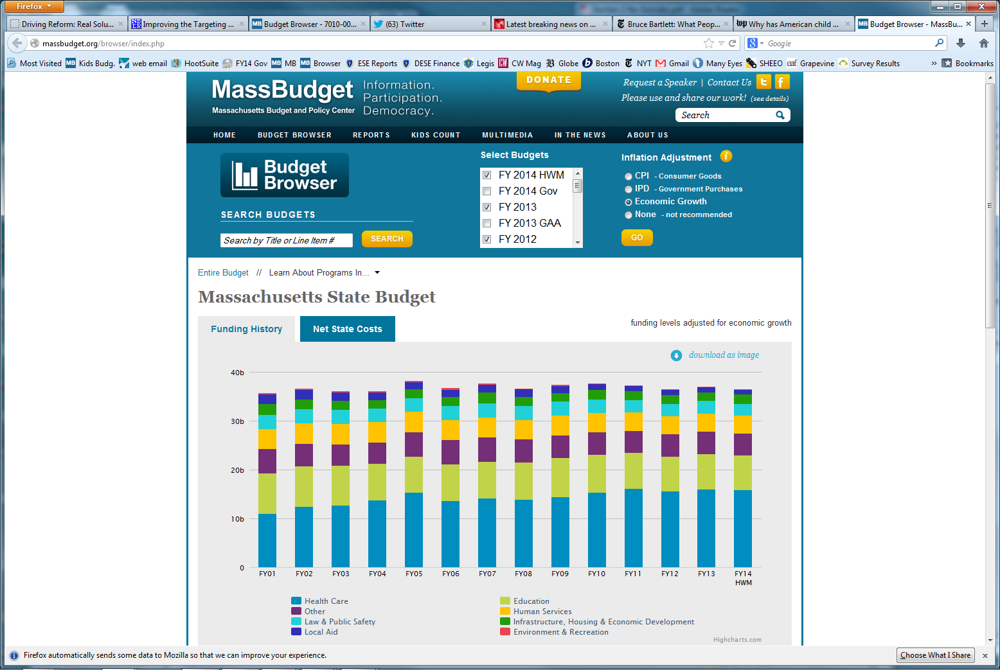 Firefox
Driving Reform: Real Solu...
Improving the Targeting ...
Budget Browser - 7010-00...
(63) Twitter
Latest breaking news on ...
Bruce Bartlett: What Peop...
Why has American child ...
Budget Browser - MassBu...
massbudget.org/browser/index.php
Google
Most Visited
Kids Budg.
web email
HootSuite
FY14 Gov
MB
Browser
ESE Reports
DESE Finance
Legis
CW Mag
Globe
Boston
NYT
Gmail
Many Eyes
SHEEO
Grapevine
Survey Results
»
Bookmarks
MassBudget
Massachusetts Budget and Policy Center
Information.
Participation.
Democracy.
DONATE
Request a Speaker | Contact Us
Please use and share our work! (see details)
Search
HOME
BUDGET BROWSER
REPORTS
KIDS COUNT
MULTIMEDIA
IN THE NEWS
ABOUT US
Budget
Browser
SEARCH BUDGETS
Search by Title or Line Item #
SEARCH
Select Budgets
FY 2014 HWM
FY 2014 Gov
FY 2013
FY 2013 GAA
FY 2012
Inflation Adjustment
CPI - Consumer Goods
IPD - Government Purchases
Economic Growth
None - not recommended
GO
Entire Budget // Learn About Programs In...
Massachusetts State Budget
Funding History
Net State Costs
funding levels adjusted for economic growth
download as image
40b
30b
20b
10b
0
FY01
FY02
FY03
FY04
FY05
FY06
FY07
FY08
FY09
FY10
FY11
FY12
FY13
FY14
HWM
Health Care
Education
Other
Human Services
Law & Public Safety
Infrastructure, Housing & Economic Development
Local Aid
Environment & Recreation
Highcharts.com
Firefox automatically sends some data to Mozilla so that we can improve your experience.
Choose What I Share